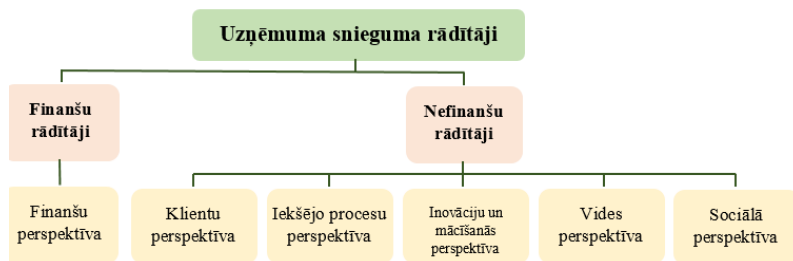 Uzņēmuma snieguma rādītāji
Finanšu
rādītāji
Nefinanšu
rādītāji
Finanšu
perspektīva
Klientu
perspektīva
Iekšējo procesu
perspektīva
Inovāciju un
mācīšanās
perspektīva
Vides
perspektīva
Sociālā
perspektīva